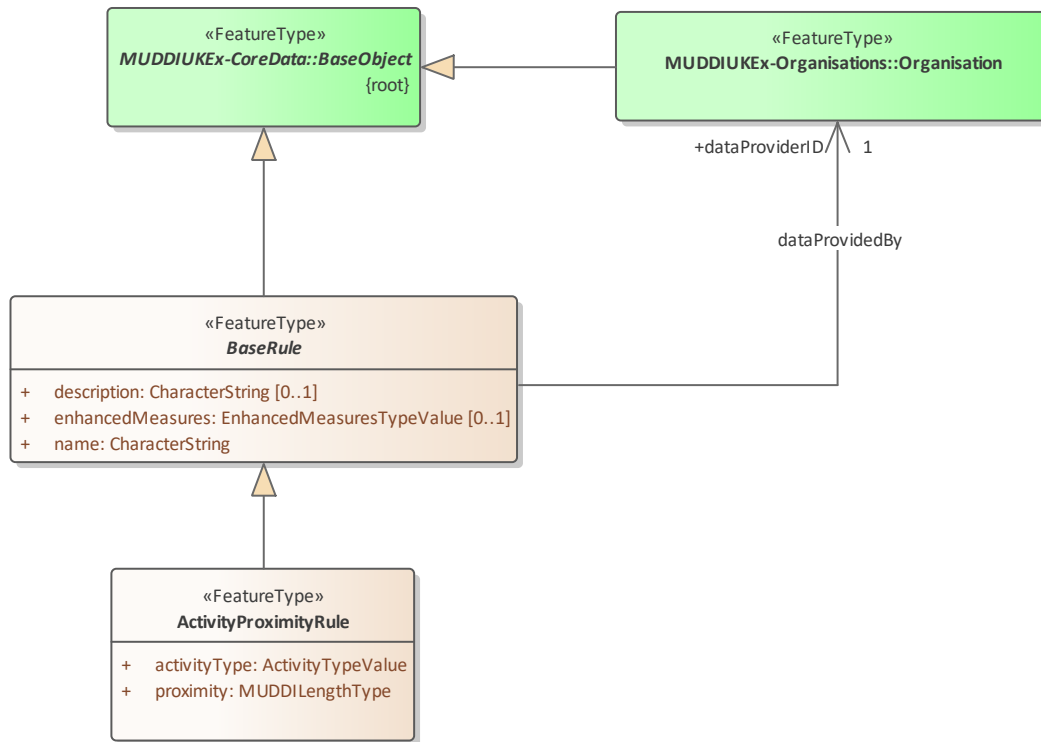 «FeatureType»
MUDDIUKEx-CoreData::BaseObject
{root}
«FeatureType»
MUDDIUKEx-Organisations::Organisation
+dataProviderID
1
dataProvidedBy
«FeatureType»
BaseRule
+ description: CharacterString [0..1]
+ enhancedMeasures: EnhancedMeasuresTypeValue [0..1]
+ name: CharacterString
«FeatureType»
ActivityProximityRule
+ activityType: ActivityTypeValue
+ proximity: MUDDILengthType